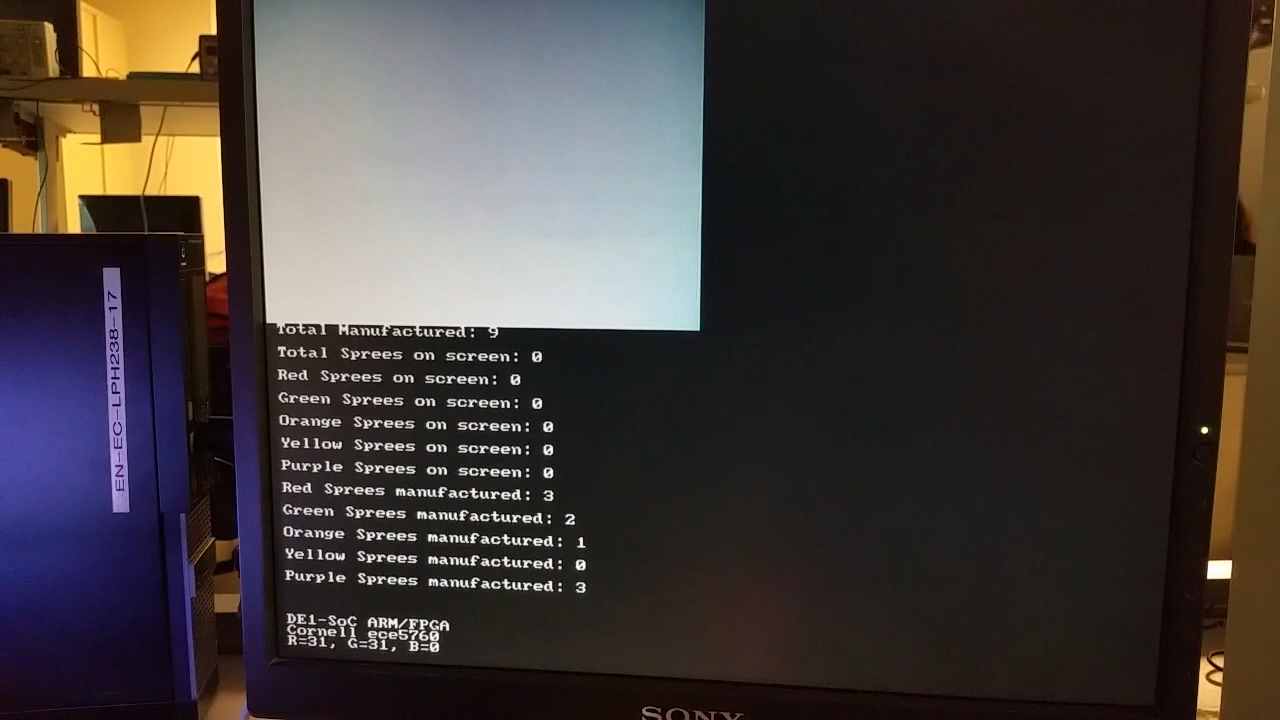 EN-EC-LPH238-17
Total Manufactured: 9
Total Sprees on screen: 0
Red Sprees on screen: 0
Green Sprees on screen: 0
Orange Sprees on screen: 0
Yellow Sprees on screen: 0
Purple Sprees on screen: 0
Red Sprees manufactured: 3
Green Sprees manufactured: 2
Orange Sprees manufactured: 1
Yellow Sprees manufactured: 0
Purple Sprees manufactured: 3
DE1-SoC ARM/FPGA
Cornell ece5760
R=31, G=31, B=0
SONY